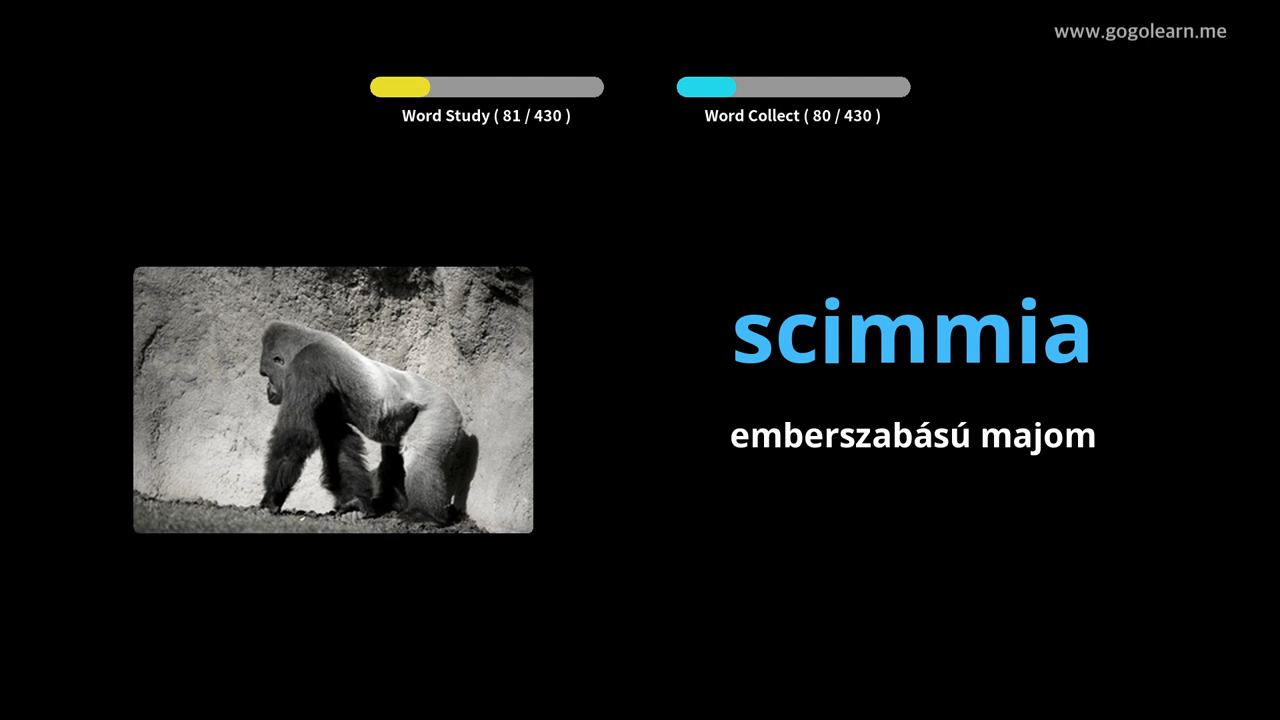 www.gogolearn.me
Word Study ( 81 / 430 )
Word Collect ( 80 / 430 )
scimmia
emberszabású majom